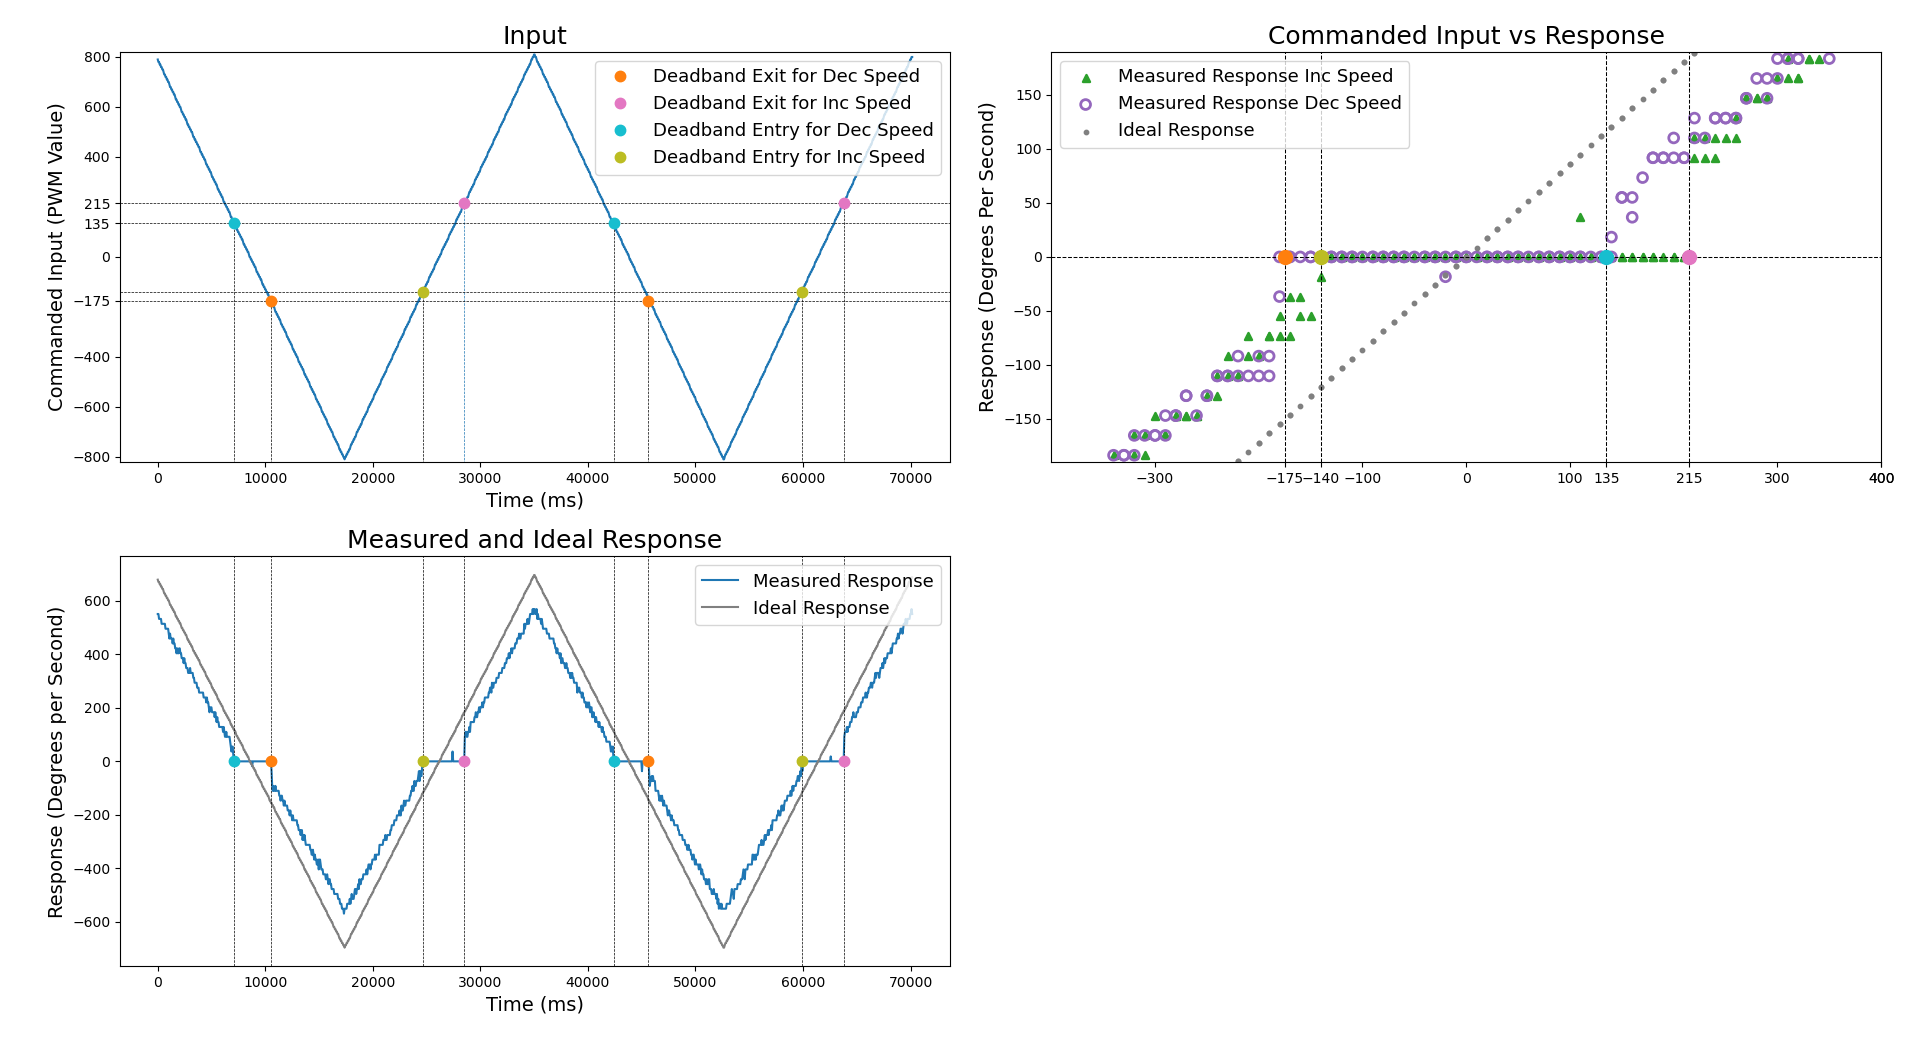 Input
Commanded Input (PWM Value)
800
600
400
215
135
0
−175
−400
−600
−800
Deadband Exit for Dec Speed
Deadband Exit for Inc Speed
Deadband Entry for Dec Speed
Deadband Entry for Inc Speed
0 10000 20000 30000 40000 50000 60000 70000
Time (ms)
Commanded Input vs Response
Response (Degrees Per Second)
150
100
50
0
−50
−100
−150
Measured Response Inc Speed
Measured Response Dec Speed
Ideal Response
−300 −175 −140 −100 0 100 135 215 300
Measured and Ideal Response
Response (Degrees per Second)
600
400
200
0
−200
−400
−600
Measured Response
Ideal Response
0 10000 20000 30000 40000 50000 60000 70000
Time (ms)